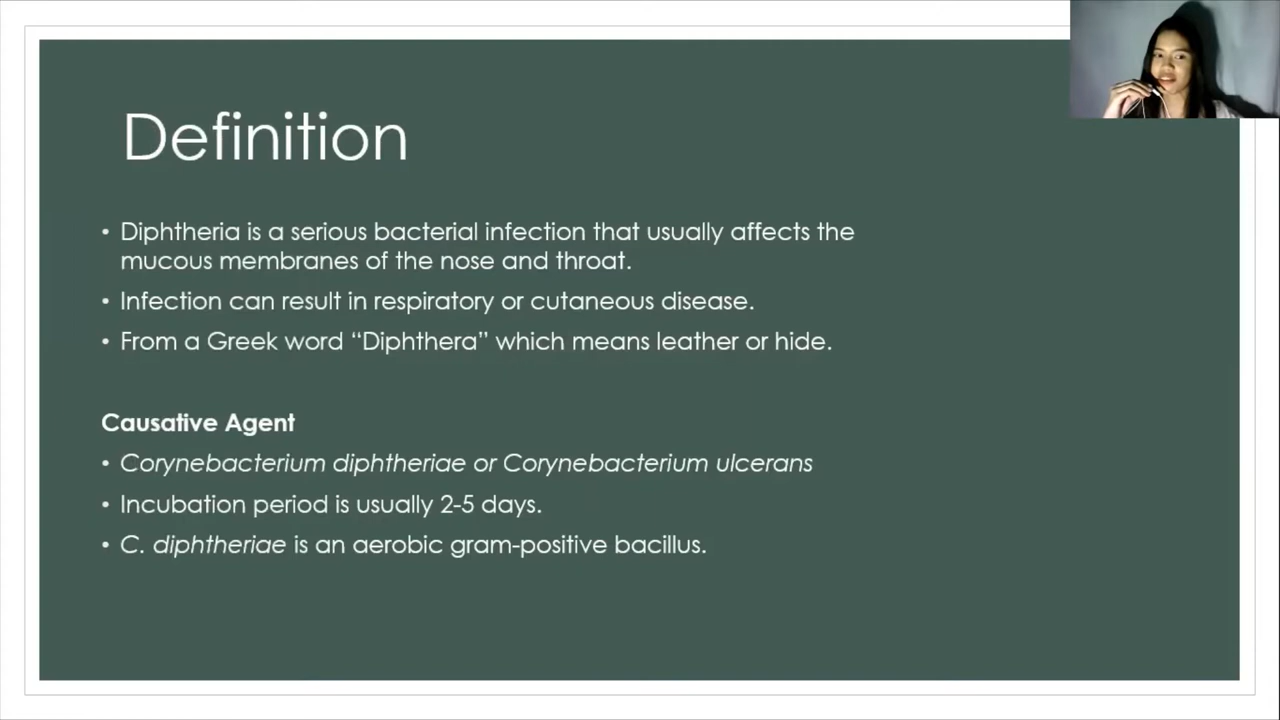 Definition
• Diphtheria is a serious bacterial infection that usually affects the
mucous membranes of the nose and throat.
• Infection can result in respiratory or cutaneous disease.
• From a Greek word “Diphthera” which means leather or hide.
Causative Agent
• Corynebacterium diphtheriae or Corynebacterium ulcerans
• Incubation period is usually 2-5 days.
• C. diphtheriae is an aerobic gram-positive bacillus.